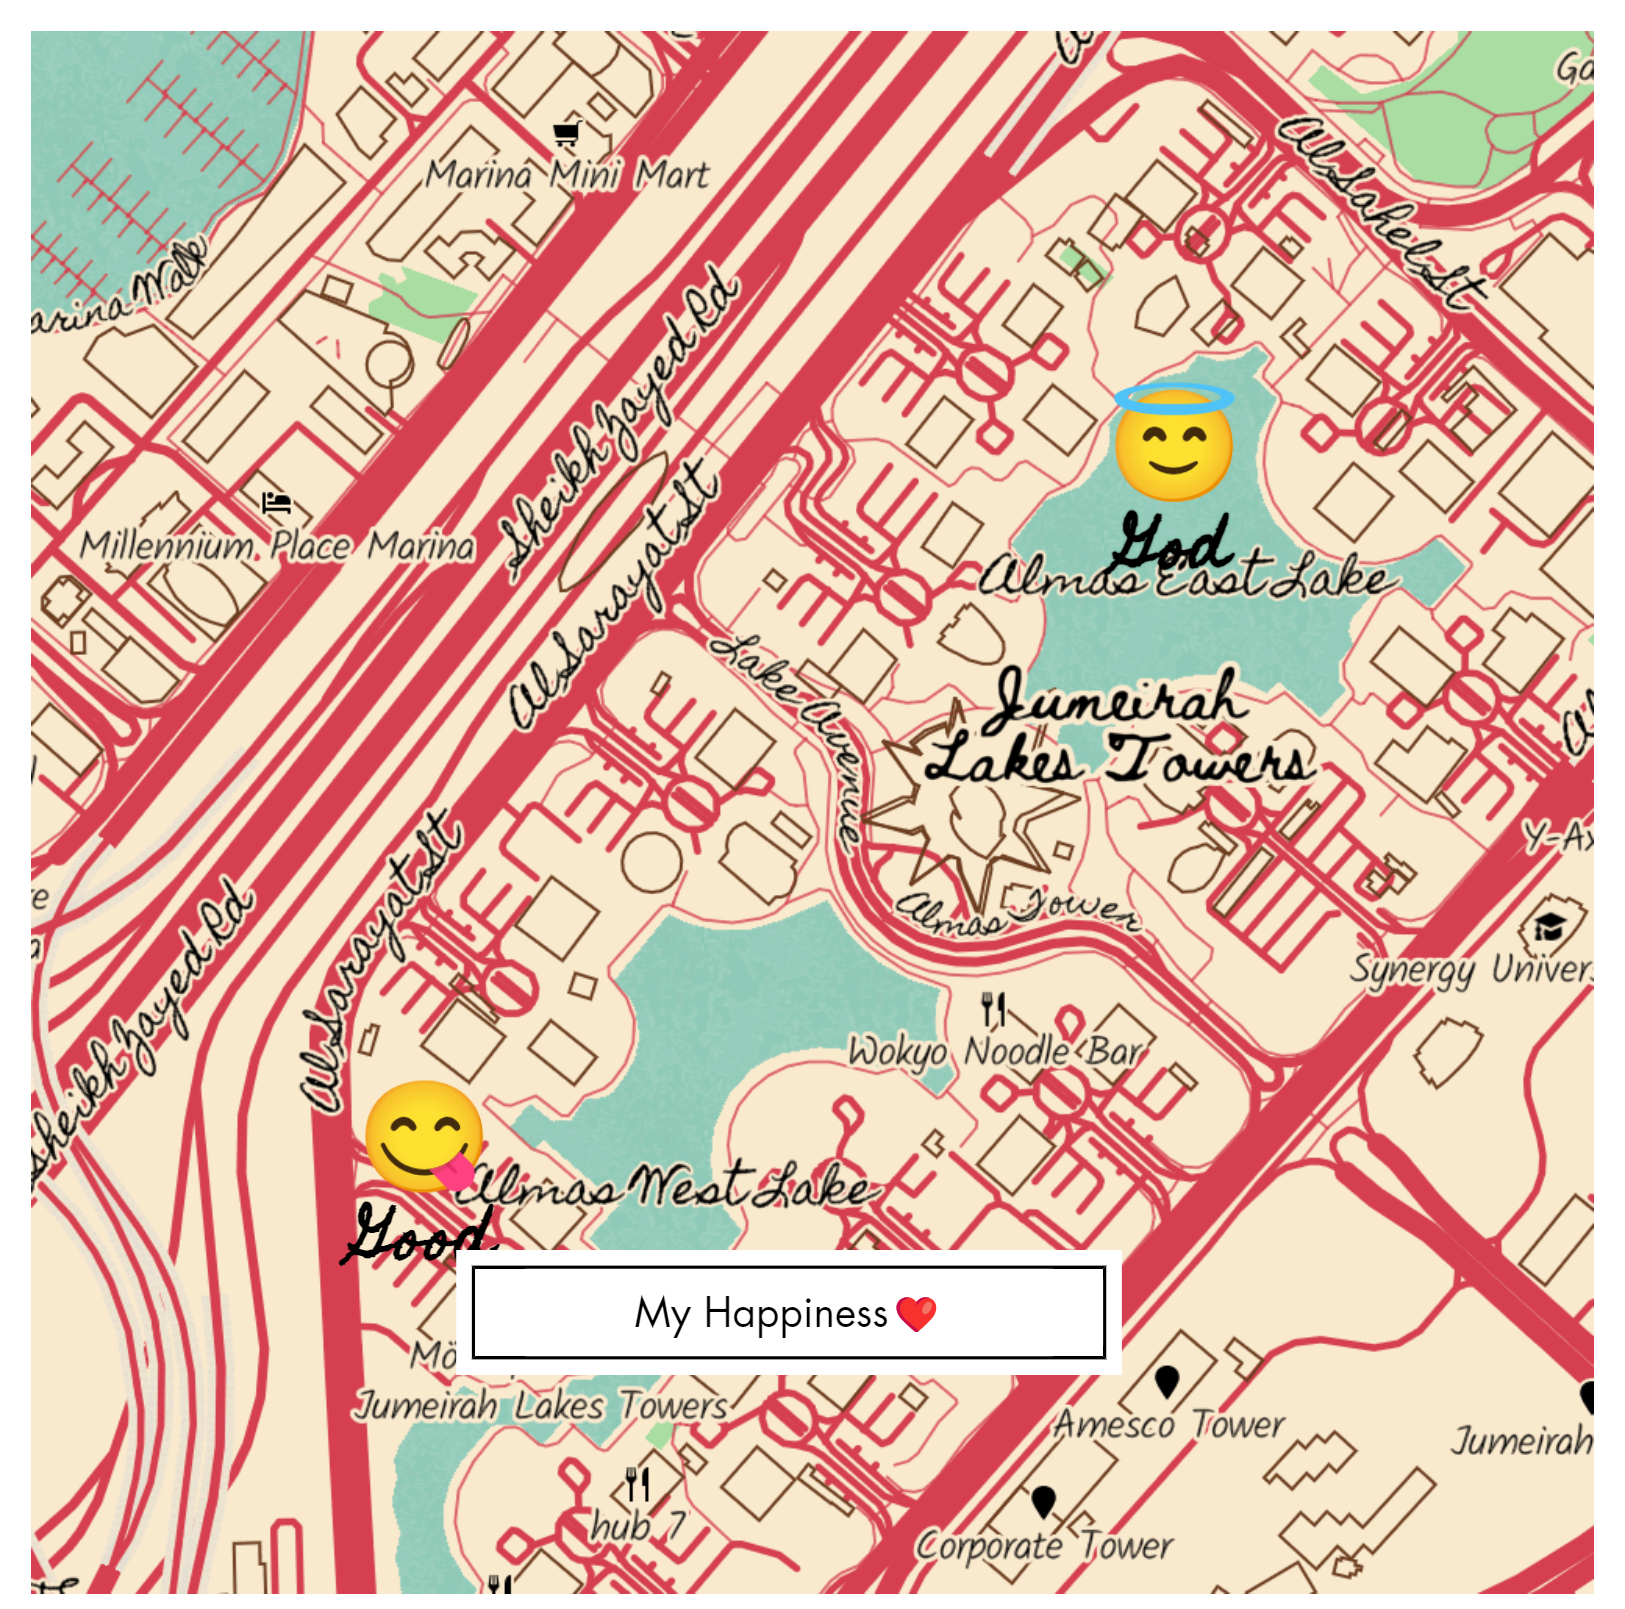 Marina Mini Mart
Al Sahel St
Marina Walk
Sheikh Zayed Rd
Millennium Place Marina
Al Sarayat St
God
Almas East Lake
Lake Avenue
Jumeirah
Lakes Towers
Al Sarayat St
Sheikh Zayed Rd
Almas Tower
Synergy
Wokyo Noodle Bar
Almas West Lake
Good
My Happiness❤️
Jumeirah Lakes Towers
Amesco Tower
Jumeirah
hub 7
Corporate Tower